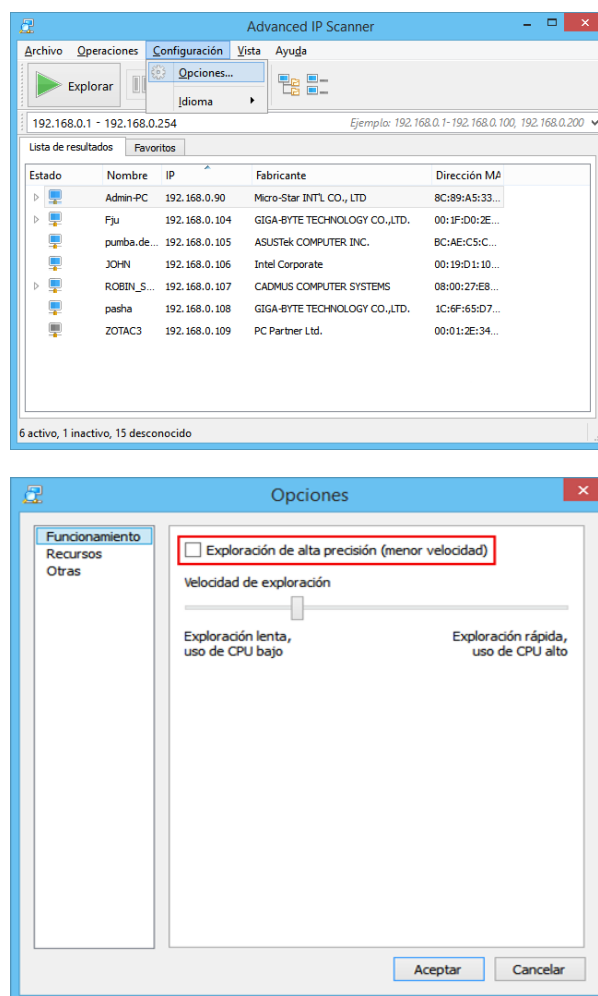 Advanced IP Scanner
Archivo Operaciones Configuración Vista Ayuda
Explorar
Opciones...
Idioma
192.168.0.1 - 192.168.0.254 Ejemplo: 192.168.0.1-192.168.0.100, 192.168.0.200
Lista de resultados Favoritos
Estado Nombre IP Fabricante Dirección MA
Admin-PC 192.168.0.90 Micro-Star INT'L CO., LTD 8C:89:A5:33...
Fju 192.168.0.104 GIGA-BYTE TECHNOLOGY CO.,LTD. 00:1F:D0:2E...
pumba.de... 192.168.0.105 ASUSTek COMPUTER INC. BC:AE:C5:C...
JOHN 192.168.0.106 Intel Corporate 00:19:D1:10...
ROBIN_S... 192.168.0.107 CADMUS COMPUTER SYSTEMS 08:00:27:E8...
pasha 192.168.0.108 GIGA-BYTE TECHNOLOGY CO.,LTD. 1C:6F:65:D7...
ZOTAC3 192.168.0.109 PC Partner Ltd. 00:01:2E:34...
6 activo, 1 inactivo, 15 desconocido
Opciones
Funcionamiento
Recursos
Otras
Exploración de alta precisión (menor velocidad)
Velocidad de exploración
Exploración lenta, Exploración rápida,
uso de CPU bajo uso de CPU alto
Aceptar Cancelar